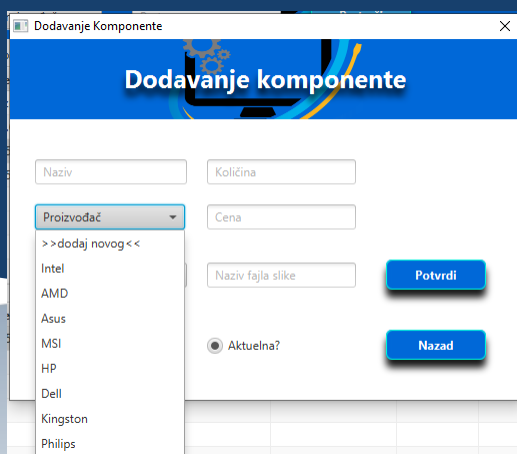 Dodavanje Komponente
Dodavanje komponente
Naziv
Količina
Proizvođač
Cena
>>dodaj novog<<
Intel
Naziv fajla slike
Potvrdi
AMD
Asus
MSI
Aktuelna?
Nazad
HP
Dell
Kingston
Philips